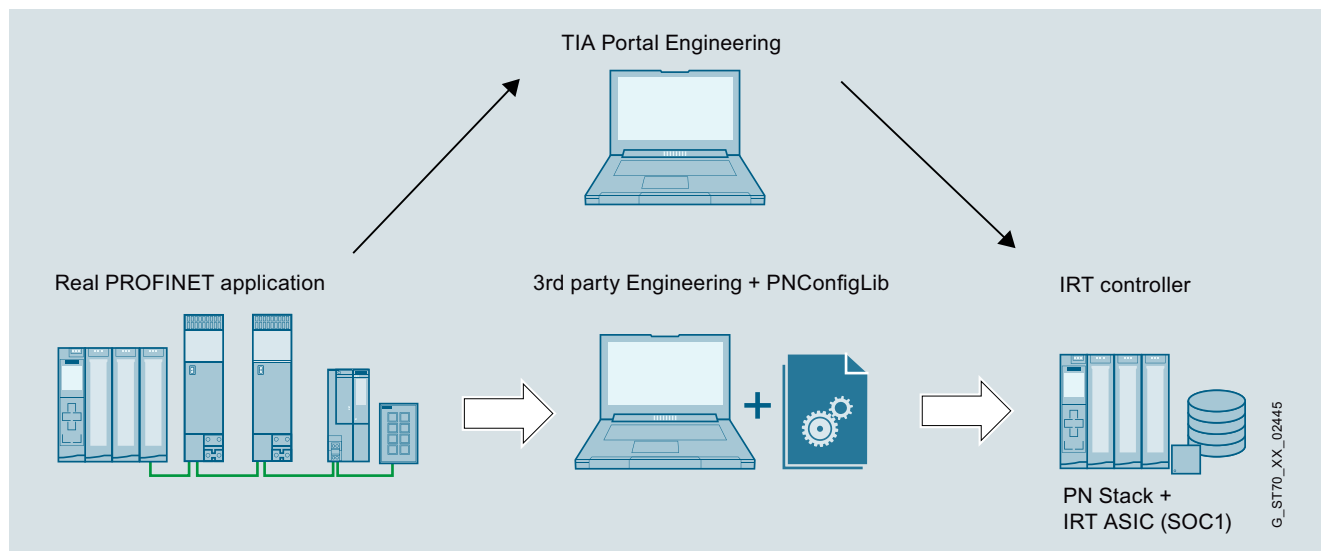 TIA Portal Engineering
Real PROFINET application
3rd party Engineering + PNConfigLib
IRT controller
PN Stack +
IRT ASIC (SOC1)
G_ST70_XX_02445